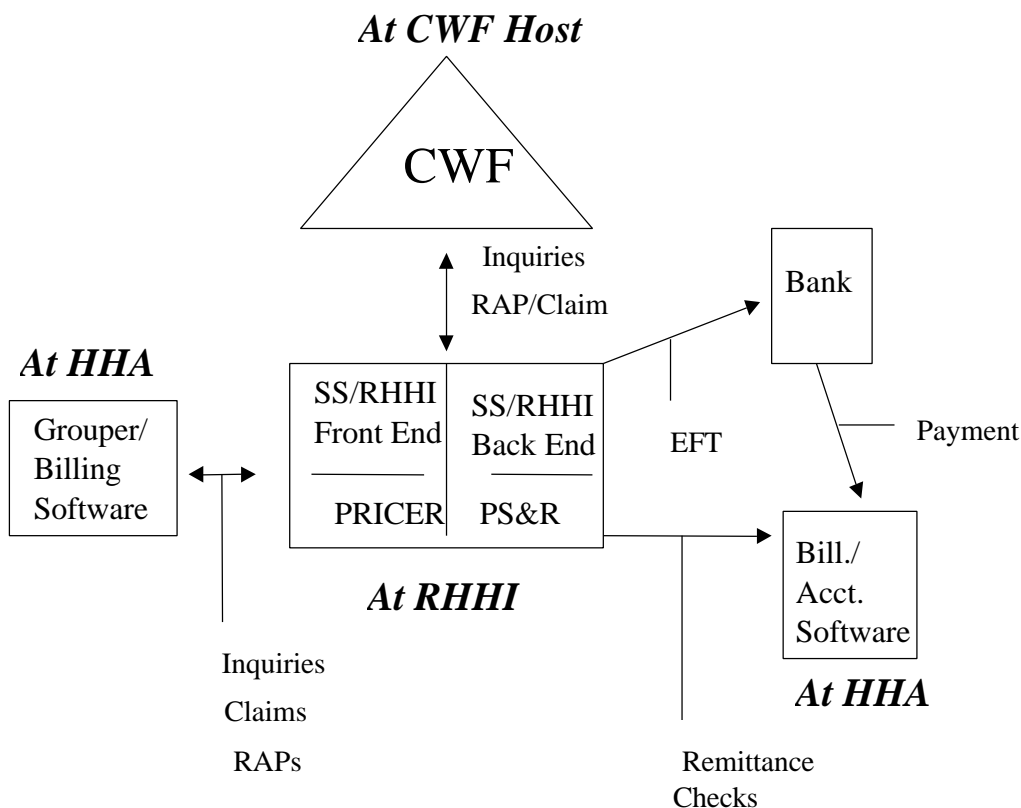 At CWF Host
CWF
Inquiries
RAP/Claim
Bank
At HHA
Grouper/
Billing
Software
SS/RHHI
Front End
PRICER
SS/RHHI
Back End
PS&R
EFT
Payment
At RHHI
Bill./
Acct.
Software
At HHA
Inquiries
Claims
RAPs
Remittance
Checks